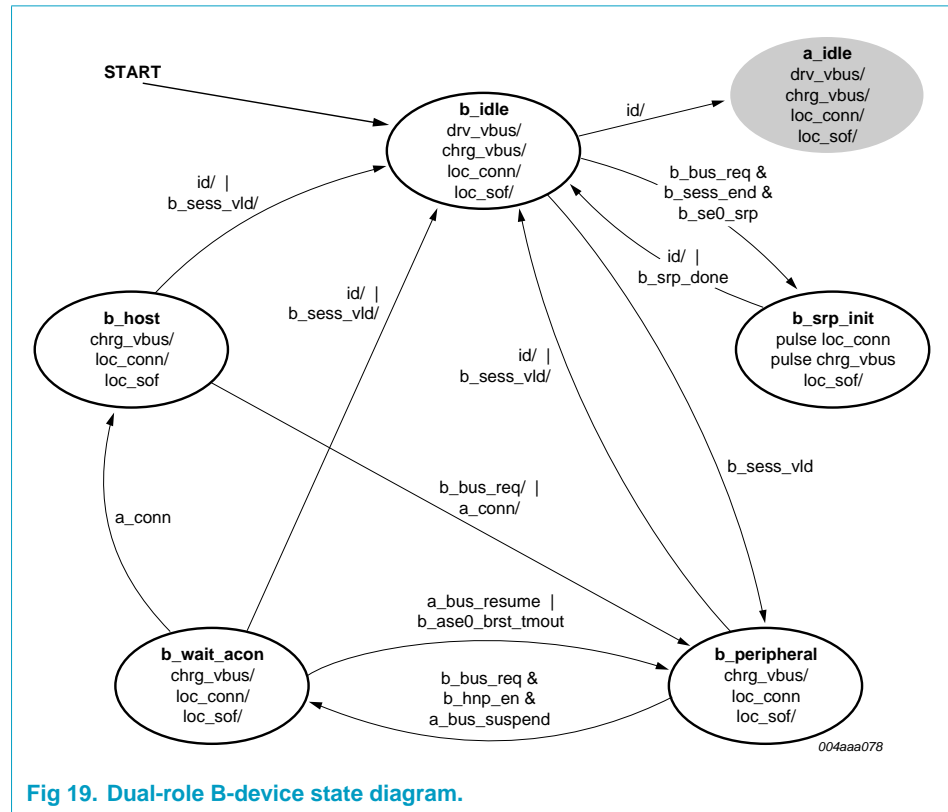 START
a_idle
drv_vbus/
chrg_vbus/
loc_conn/
loc_sof/
b_idle
drv_vbus/
chrg_vbus/
loc_conn/
loc_sof/
id/
b_bus_req &
b_sess_end &
b_se0_srp
id/ |
b_sess_vld/
id/ |
b_srp_done
id/ |
b_sess_vld/
b_host
chrg_vbus/
loc_conn/
loc_sof
b_srp_init
pulse loc_conn
pulse chrg_vbus
loc_sof/
id/ |
b_sess_vld/
b_sess_vld
b_bus_req/ |
a_conn/
a_conn
a_bus_resume |
b_ase0_brst_tmout
b_wait_acon
chrg_vbus/
loc_conn/
loc_sof/
b_bus_req &
b_hnp_en &
a_bus_suspend
b_peripheral
chrg_vbus/
loc_conn
loc_sof/
004aaa078
Fig 19. Dual-role B-device state diagram.